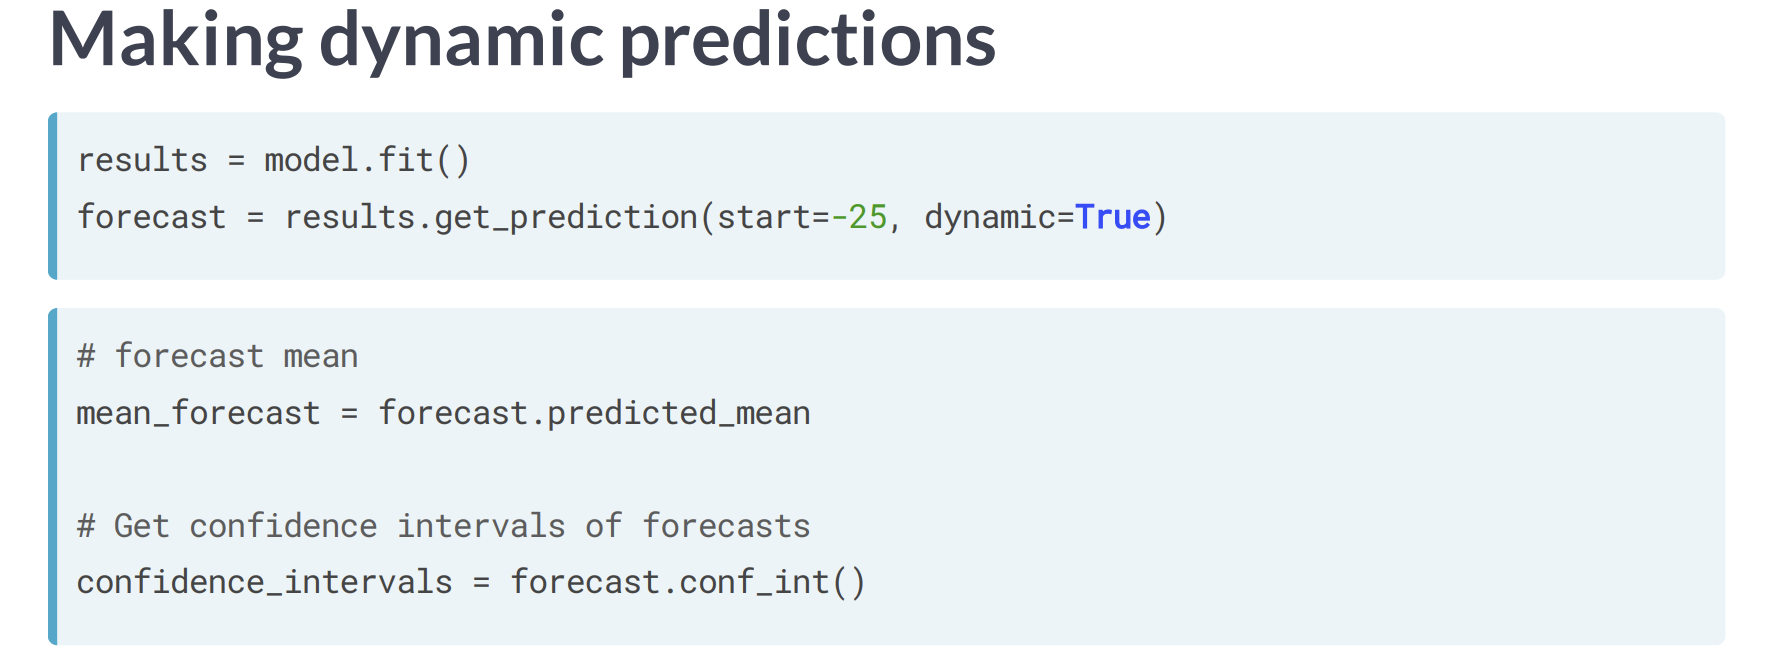 Making dynamic predictions
results = model.fit()
forecast = results.get_prediction(start=-25, dynamic=True)
# forecast mean
mean_forecast = forecast.predicted_mean
# Get confidence intervals of forecasts
confidence_intervals = forecast.conf_int()